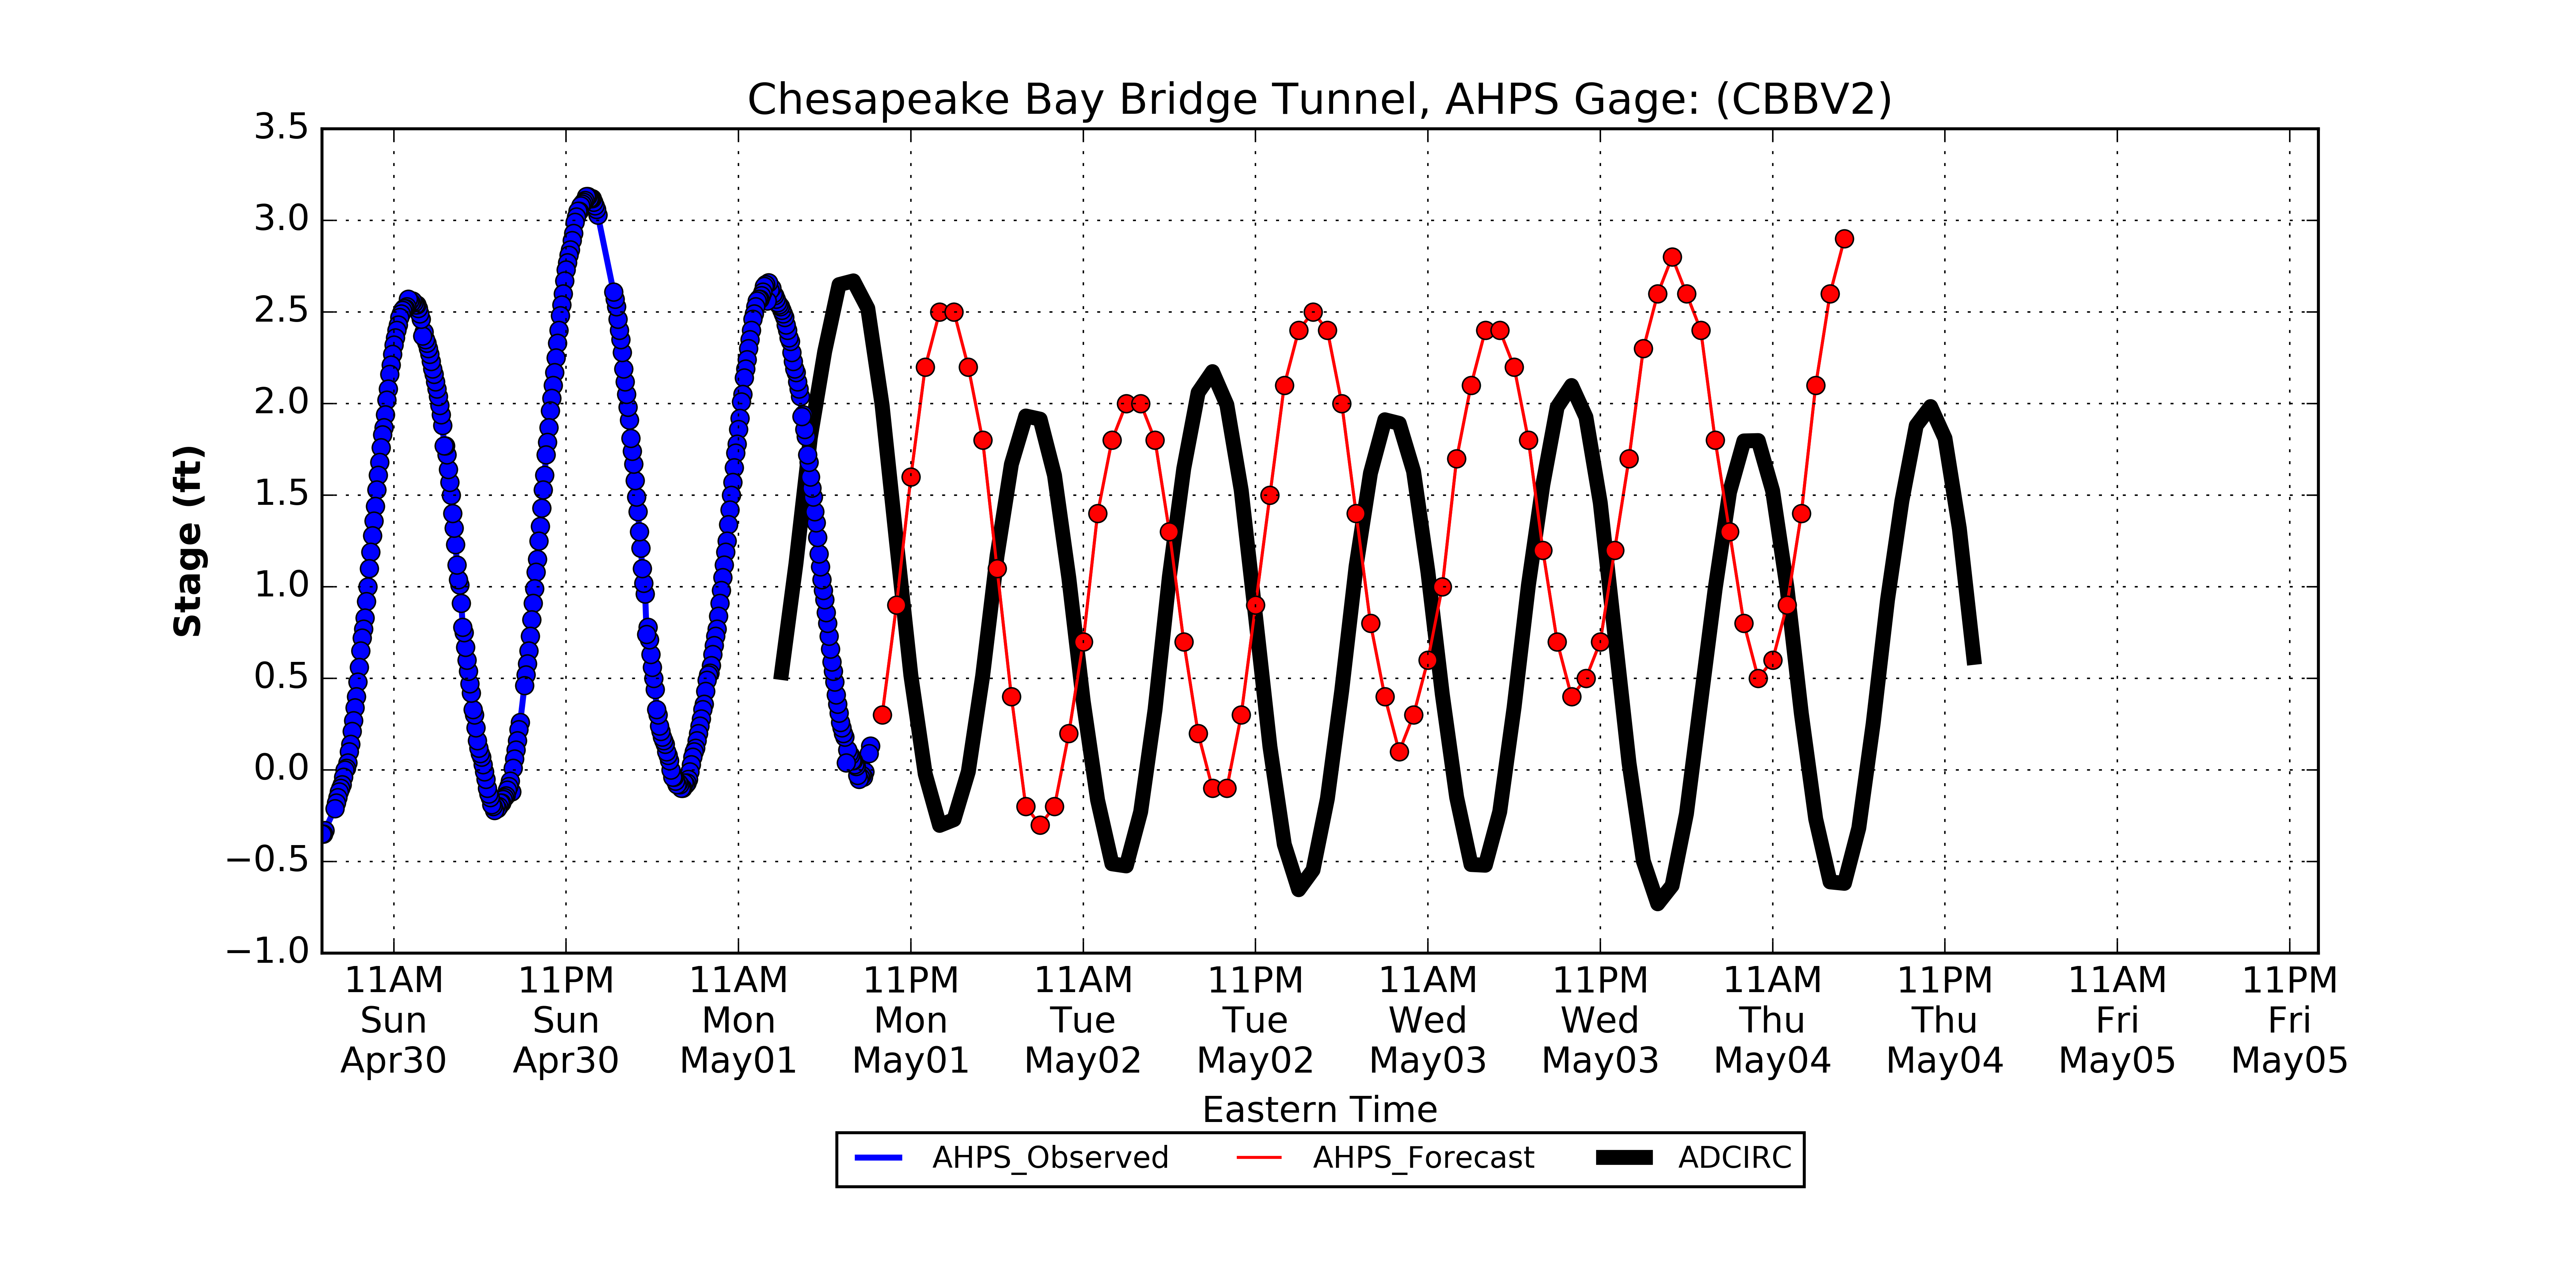 Chesapeake Bay Bridge Tunnel, AHPS Gage: (CBBV2)
3.5
3.0
2.5
2.0
1.5
1.0
0.5
0.0
−0.5
−1.0
Stage (ft)
11AM 11PM 11AM 11PM 11AM 11PM 11AM 11PM 11AM 11PM 11AM 11PM
Sun Sun Mon Mon Tue Tue Wed Wed Thu Thu Fri Fri
Apr30 Apr30 May01 May01 May02 May02 May03 May03 May04 May04 May05 May05
Eastern Time
AHPS_Observed AHPS_Forecast ADCIRC